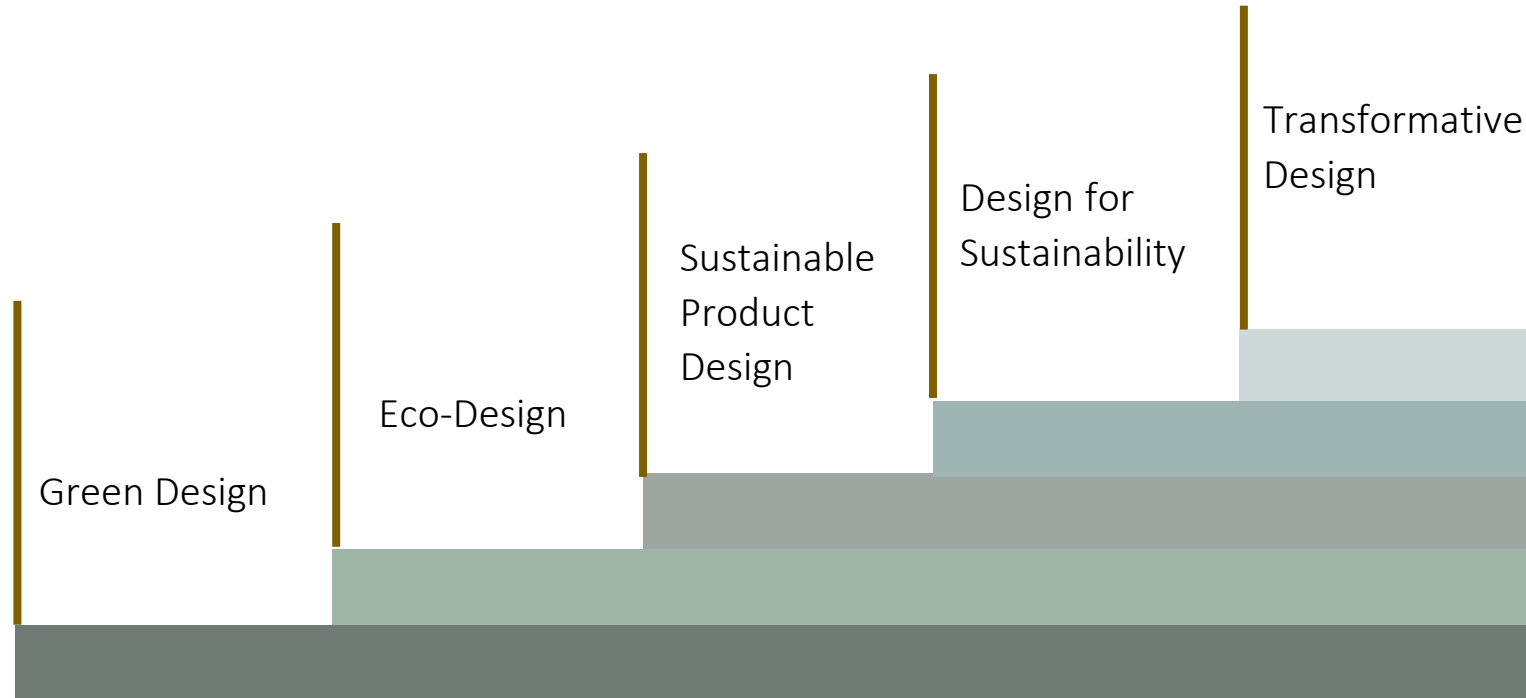 Green Design
Eco-Design
Sustainable
Product
Design
Design for
Sustainability
Transformative
Design